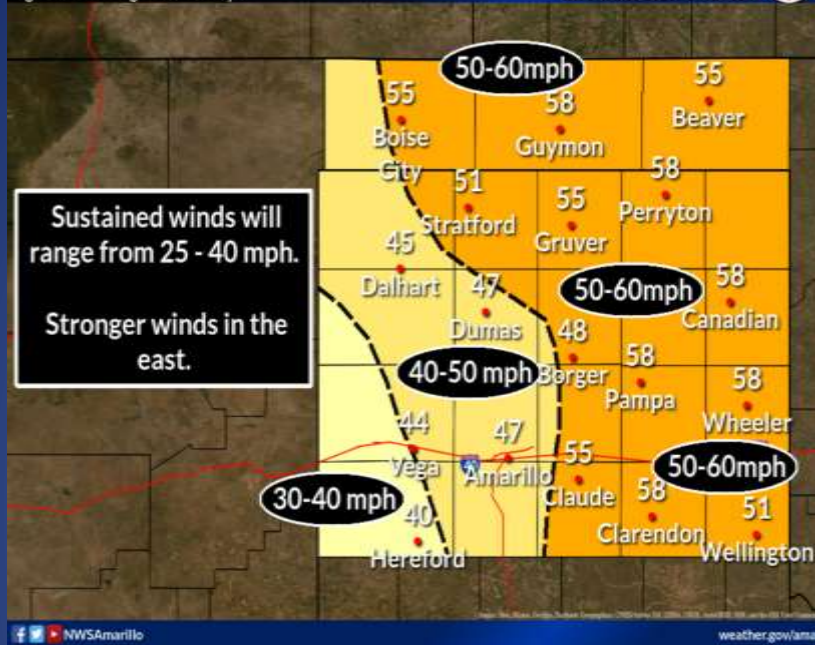 50-60mph
55
Beaver
55
Boise
City
58
Guymon
51
Stratford
55
Gruver
58
Perryton
Sustained winds will
range from 25 - 40 mph.
Stronger winds in the
east.
45
Dalhart
47
Dumas
50-60mph
58
Canadian
40-50 mph
48
Borger
58
Pampa
58
Wheeler
44
Vega
47
Amarillo
55
Claude
50-60mph
30-40 mph
40
Hereford
58
Clarendon
51
Wellington
NWSAmarillo
weather.gov/ama